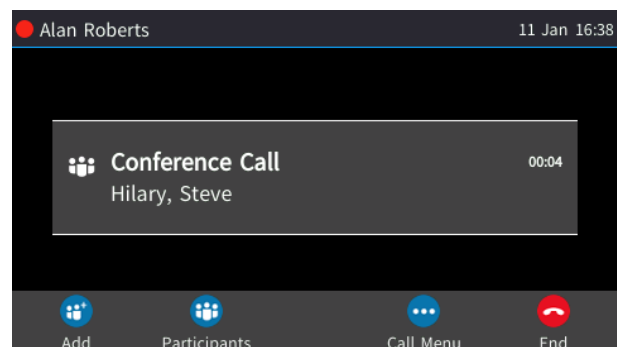 Alan Roberts 11 Jan 16:38
Conference Call 00:04
Hilary, Steve
Add Participants Call Menu End